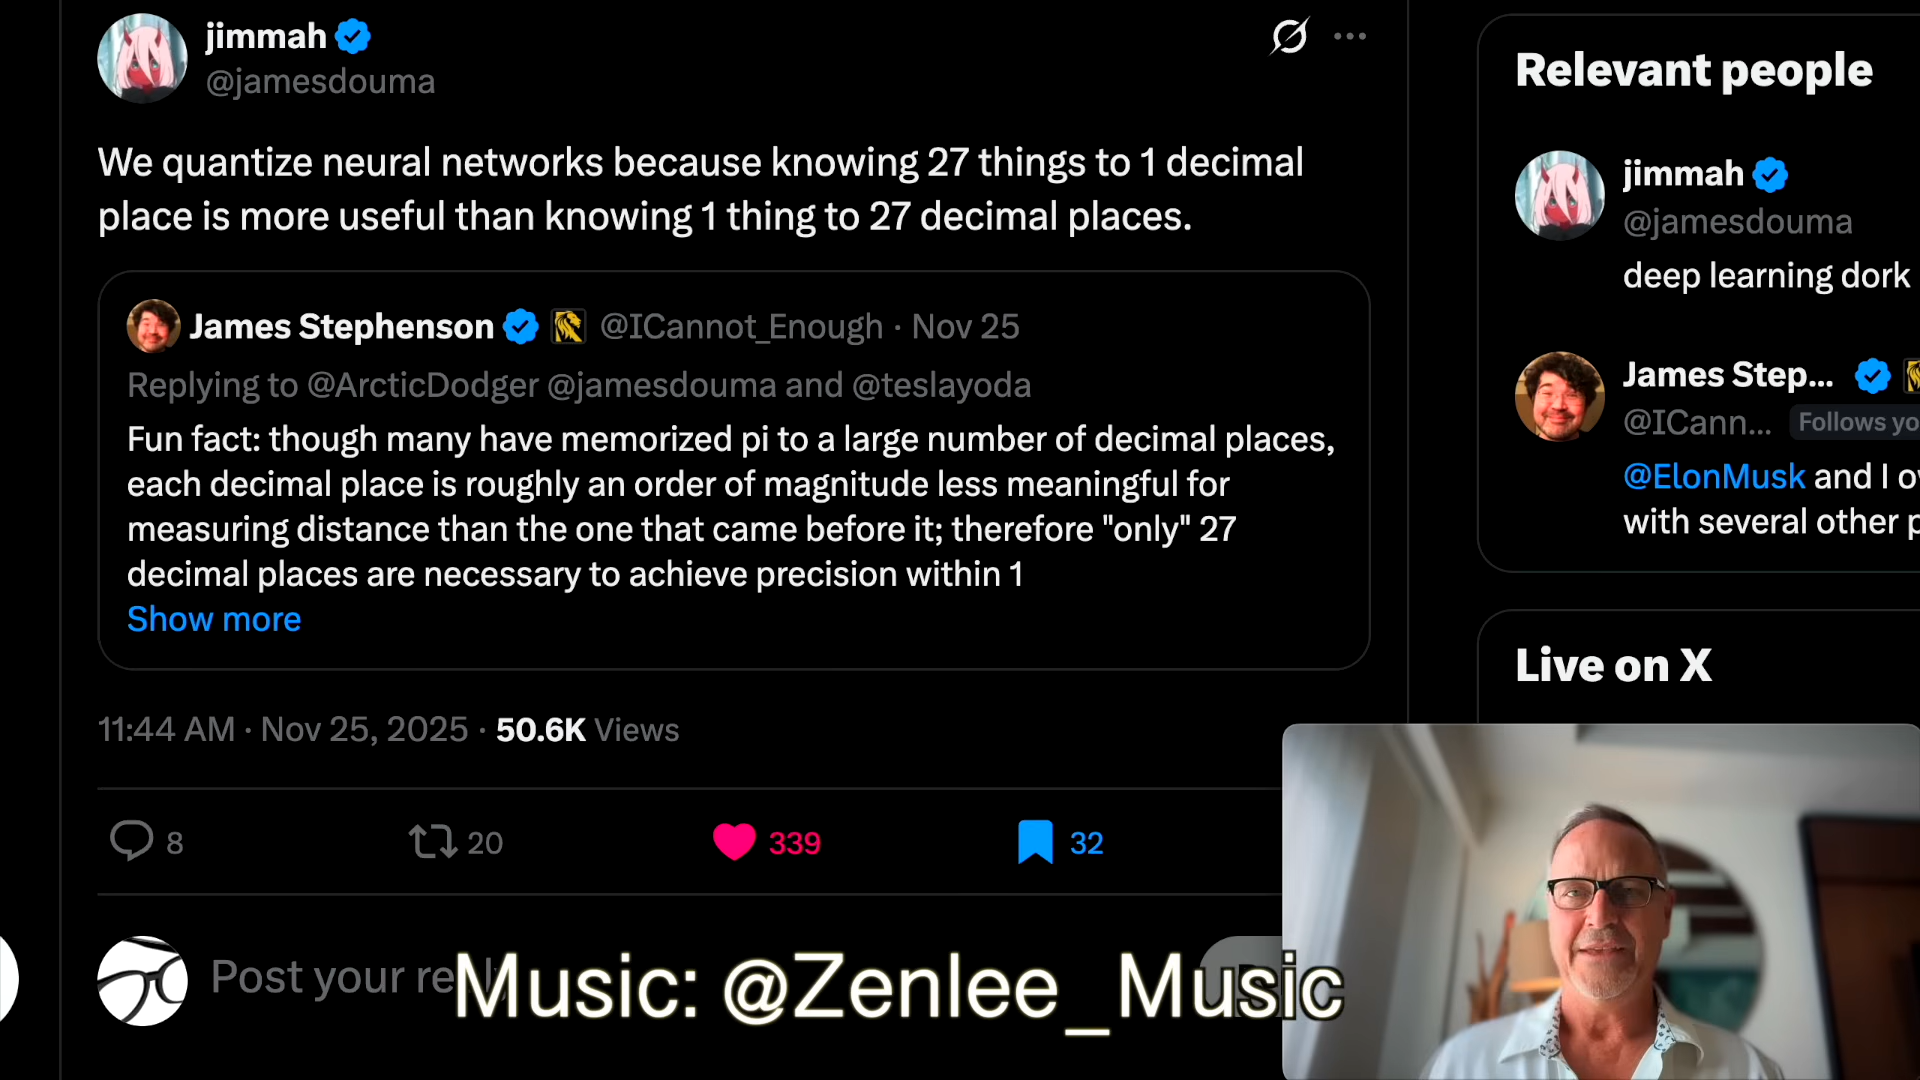 jimmah
@jamesdouma
We quantize neural networks because knowing 27 things to 1 decimal
place is more useful than knowing 1 thing to 27 decimal places.
James Stephenson @ICannot_Enough · Nov 25
Replying to @ArcticDodger @jamesdouma and @teslayoda
Fun fact: though many have memorized pi to a large number of decimal places,
each decimal place is roughly an order of magnitude less meaningful for
measuring distance than the one that came before it; therefore "only" 27
decimal places are necessary to achieve precision within 1
Show more
11:44 AM · Nov 25, 2025 · 50.6K Views
8 20 339 32
Post your
Music: @Zenlee_Music
Relevant people
jimmah
@jamesdouma
deep learning dork
James Step...
@ICann... Follows
@ElonMusk and I
with several other
Live on X